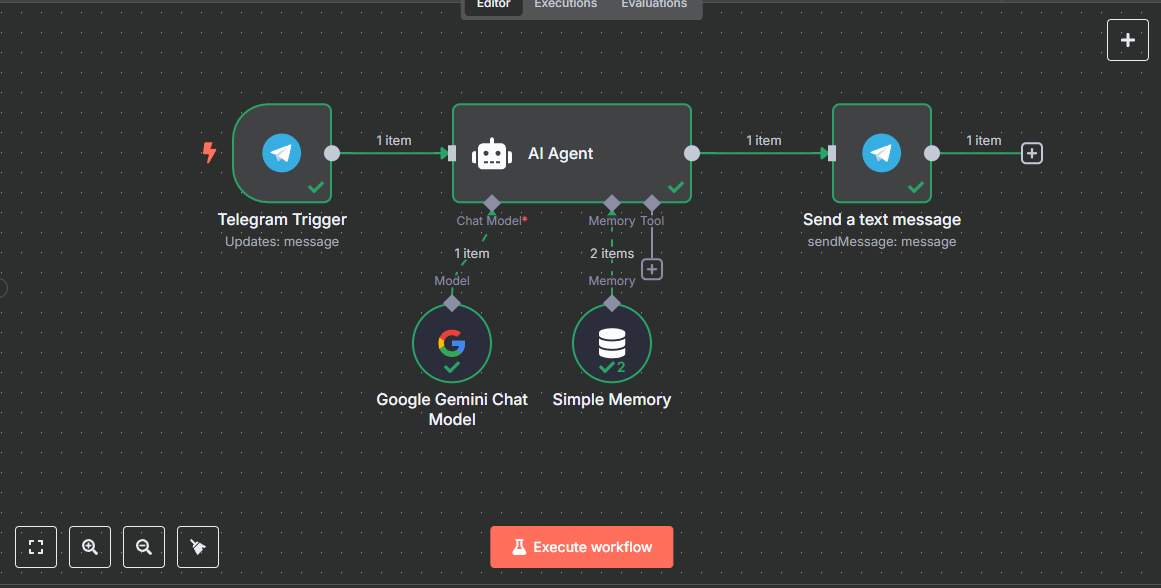 Editor Executions Evaluations
1 item 1 item 1 item
AI Agent
Telegram Trigger
Updates: message
Chat Model* Memory Tool
Send a text message
sendMessage: message
1 item 2 items
Model Memory
2
Google Gemini Chat
Model
Simple Memory
Execute workflow